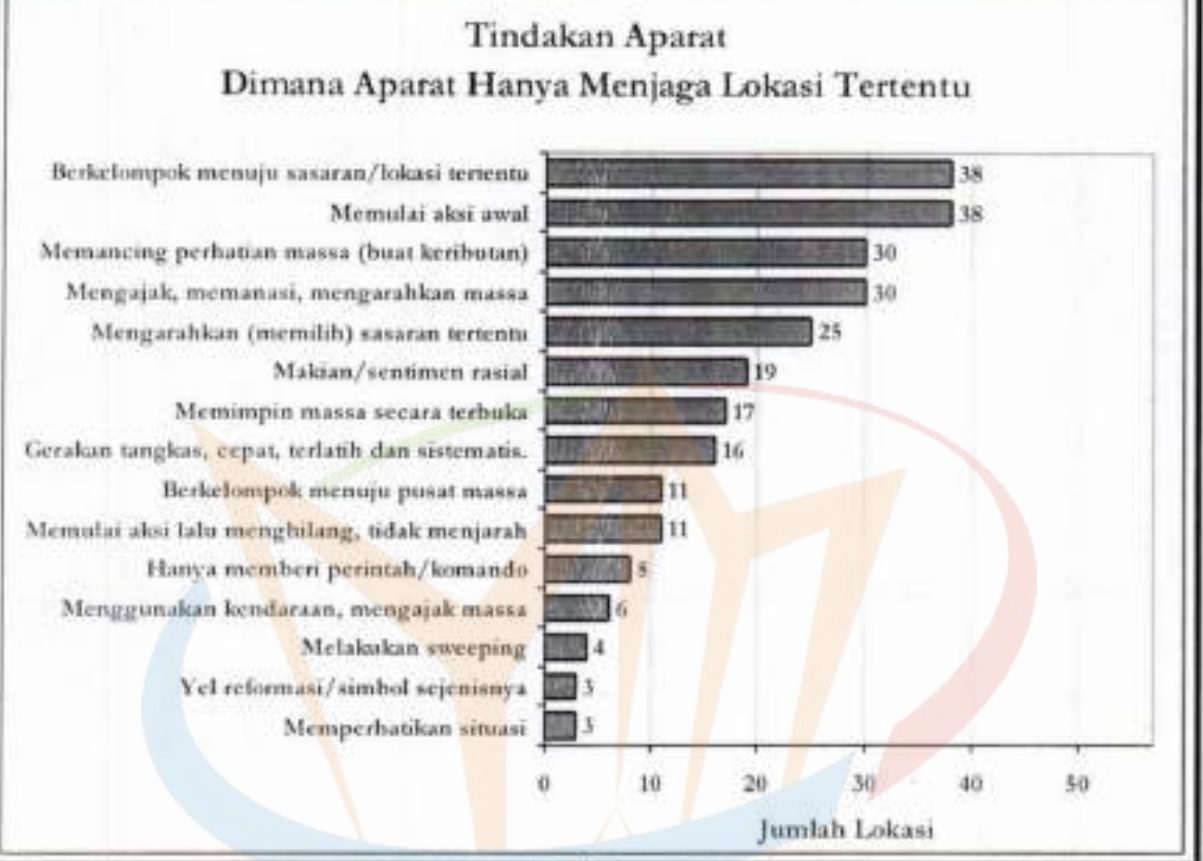 Tindakan Aparat
Dimana Aparat Hanya Menjaga Lokasi Tertentu
Berkelompok menuju sasaran/lokasi tertentu 38
Memulai aksi awal 38
Memancing perhatian massa (buat keributan) 30
Mengajak, memanasi, mengarahkan massa 30
Mengarahkan (memilih) sasaran tertentu 25
Makian/sentimen rasial 19
Memimpin massa secara terbuka 17
Gerakan tangkas, cepat, terlatih dan sistematis. 16
Berkelompok menuju pusat massa 11
Memulai aksi lalu menghilang, tidak menjarah 11
Hanya memberi perintah/komando 8
Menggunakan kendaraan, mengajak massa 6
Melakukan sweeping 4
Yel reformasi/simbol sejenisnya 3
Memperhatikan situasi 3
0 10 20 30 40 50
Jumlah Lokasi